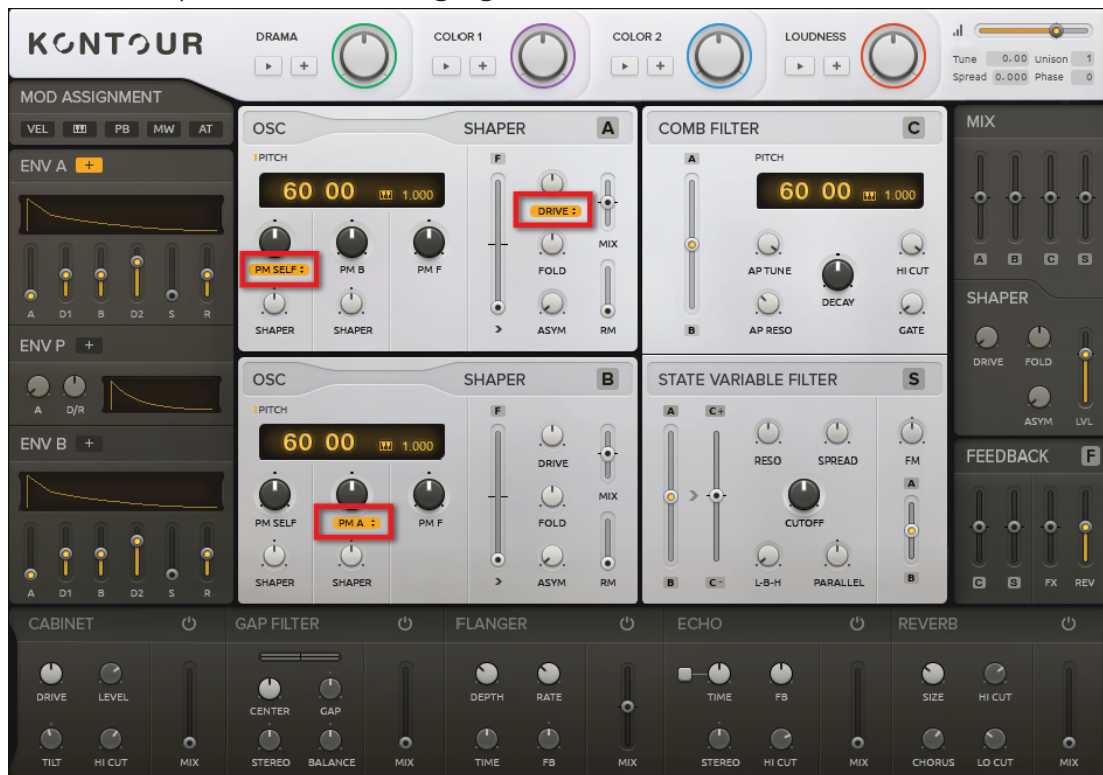 KONTOUR
DRAMA
COLOR 1
COLOR 2
LOUDNESS
Tune 0.00 Unison 1
Spread 0.000 Phase 0
MOD ASSIGNMENT
VEL PB MW AT
ENV A +
A D1 B D2 S R
ENV P +
A D/R
ENV B +
A D1 B D2 S R
OSC SHAPER A
PITCH F
60 00 1.000
DRIVE
MIX
PM SELF PM B PM F FOLD
SHAPER SHAPER > ASYM RM
OSC SHAPER B
PITCH F
60 00 1.000
DRIVE
MIX
PM SELF PM A PM F FOLD
SHAPER SHAPER > ASYM RM
COMB FILTER C
A PITCH
60 00 1.000
AP TUNE HI CUT
DECAY
B AP RESO GATE
STATE VARIABLE FILTER S
A C+
RESO SPREAD FM
A
>
CUTOFF
B C- L-B-H PARALLEL B
MIX
A B C S
SHAPER
DRIVE FOLD
ASYM LVL
FEEDBACK F
C S FX REV
CABINET
DRIVE LEVEL
TILT HI CUT MIX
GAP FILTER
CENTER GAP
STEREO BALANCE MIX
FLANGER
DEPTH RATE
TIME FB MIX
ECHO
TIME FB
STEREO HI CUT MIX
REVERB
SIZE HI CUT
CHORUS LO CUT MIX